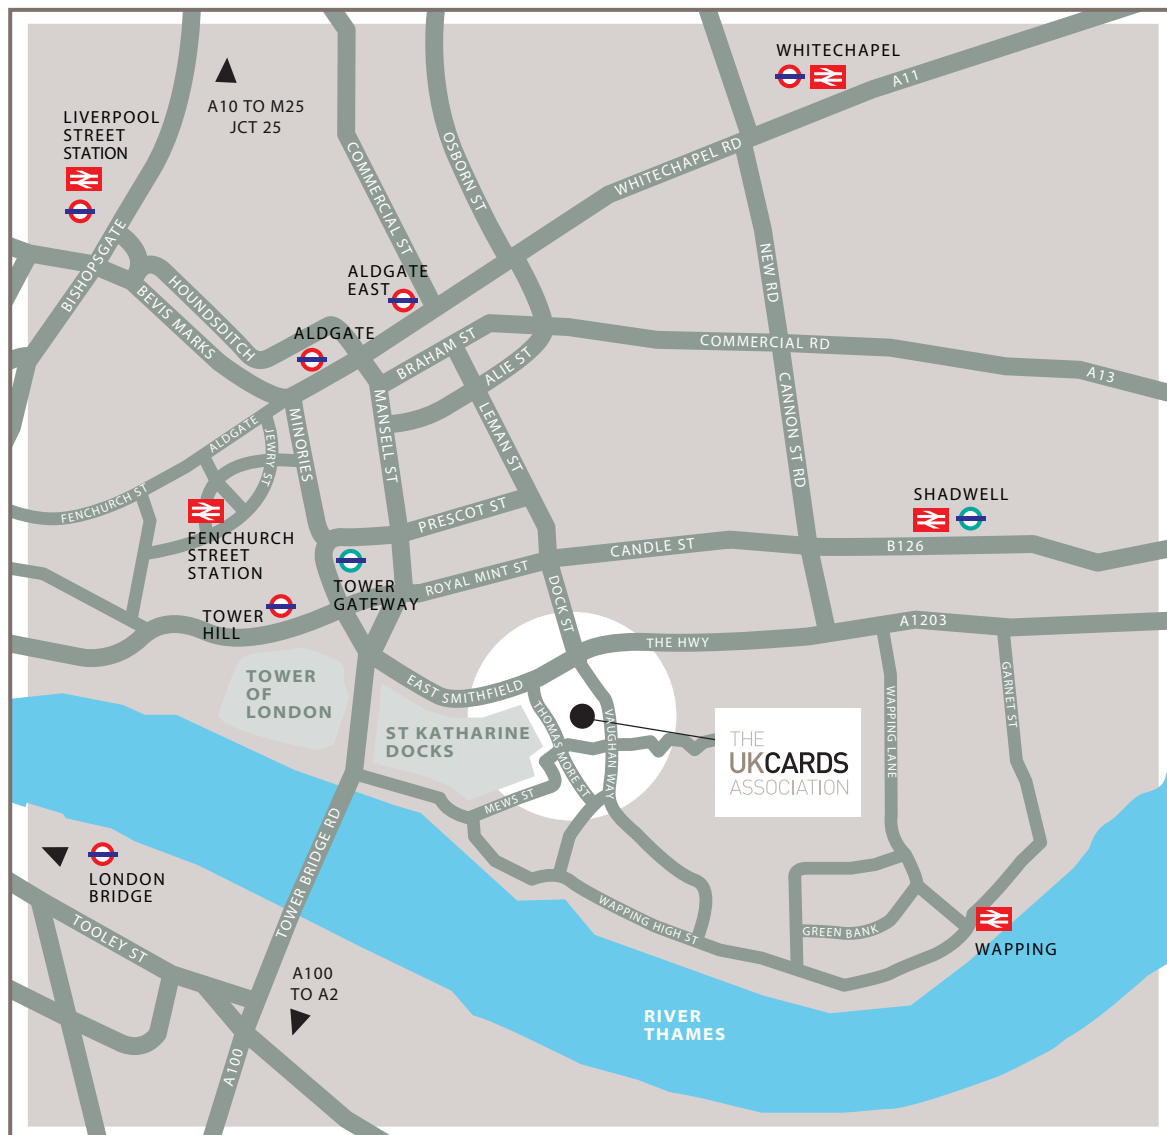 WHITECHAPEL
A11
A10 TO M25
JCT 25
LIVERPOOL
STREET
STATION
COMMERCIAL ST
OSBORN ST
WHITECHAPEL RD
BISHOPSGATE
HOUNDSDITCH
BEVIS MARKS
ALDGATE
EAST
ALDGATE
BRAHAM ST
ALIE ST
NEW RD
COMMERCIAL RD
A13
CANNON ST RD
MANSELL ST
LEMAN ST
MINORIES
ALDGATE
JEWRY ST
FENCHURCH ST
FENCHURCH
STREET
STATION
PRESCOT ST
SHADWELL
CANDLE ST
B126
TOWER
GATEWAY
ROYAL MINT ST
DOCK ST
TOWER
HILL
THE HWY
A1203
TOWER
OF
LONDON
EAST SMITHFIELD
ST KATHARINE
DOCKS
THOMAS MORE ST
VAUGHAN WAY
THE
UKCARDS
ASSOCIATION
WAPPING LANE
GARNET ST
MEWS ST
TOWER BRIDGE RD
LONDON
BRIDGE
TOOLEY ST
WAPPING HIGH ST
GREEN BANK
WAPPING
A100
TO A2
A100
RIVER
THAMES